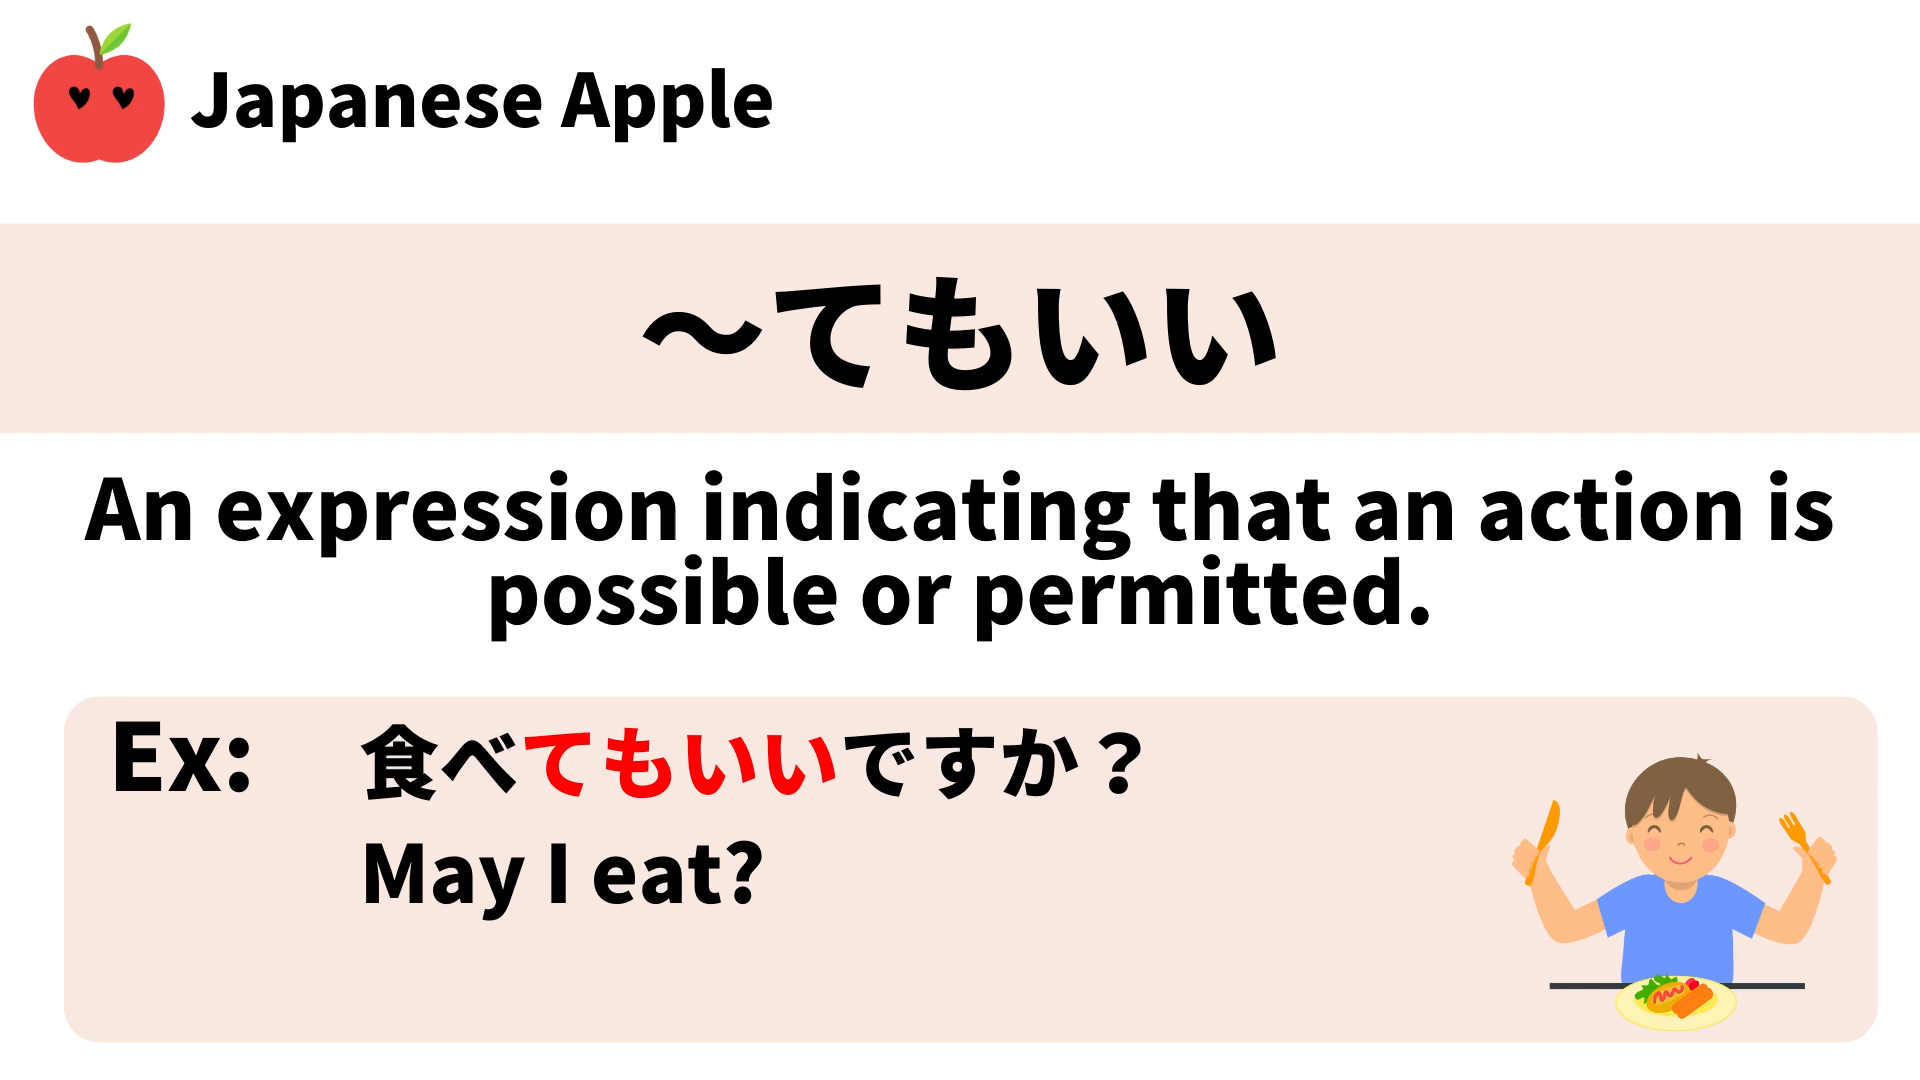 Japanese Apple
～てもいい
An expression indicating that an action is
possible or permitted.
Ex: 食べてもいいですか？
May I eat?